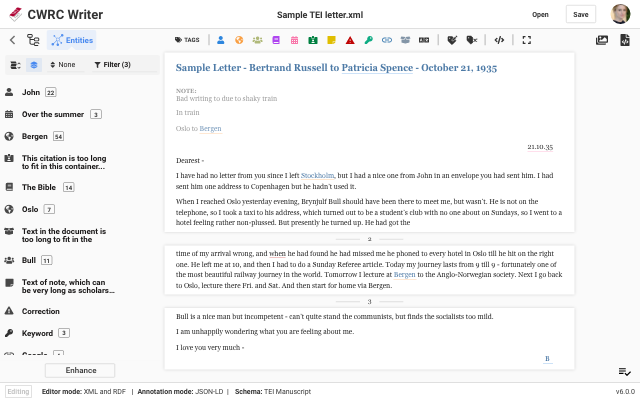 CWRC Writer
Sample TEI letter.xml
Open
Save
Entities
TAGS
None
Filter (3)
John 22
Over the summer 3
Bergen 54
This citation is too long
to fit in this container...
The Bible 14
Oslo 7
Text in the document is
too long to fit in the
Bull 11
Text of note, which can
be very long as scholars...
Correction
Keyword 3
Enhance
Sample Letter - Bertrand Russell to Patricia Spence - October 21, 1935
NOTE:
Bad writing to due to shaky train
In train
Oslo to Bergen
21.10.35
Dearest -
I have had no letter from you since I left Stockholm, but I had a nice one from John in an envelope you had sent him. I had
sent him one address to Copenhagen but he hadn't used it.
When I reached Oslo yesterday evening, Brynjulf Bull should have been there to meet me, but wasn't. He is not on the
telephone, so I took a taxi to his address, which turned out to be a student's club with no one about on Sundays, so I went to a
hotel feeling rather non-plussed. But presently he turned up. He had got the
2
time of my arrival wrong, and when he had found he had missed me he phoned to every hotel in Oslo till he hit on the right
one. He left me at 10, and then I had to do a Sunday Referee article. Today my journey lasts from 9 till 9 - fortunately one of
the most beautiful railway journey in the world. Tomorrow I lecture at Bergen to the Anglo-Norwegian society. Next I go back
to Oslo, lecture there Fri. and Sat. And then start for home via Bergen.
3
Bull is a nice man but incompetent - can't quite stand the communists, but finds the socialists too mild.
I am unhappily wondering what you are feeling about me.
I love you very much -
B
Editing
Editor mode: XML and RDF | Annotation mode: JSON-LD | Schema: TEI Manuscript
v6.0.0